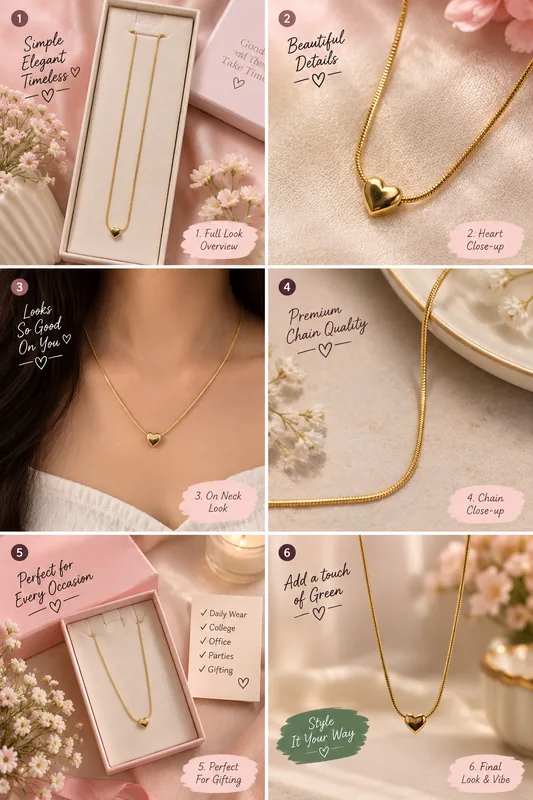 1
Simple
Elegant
Timeless
Good
Take Time
1. Full Look
Overview
2
Beautiful
Details
2. Heart
Close-up
3
Looks
So Good
On You
3. On Neck
Look
4
Premium
Chain Quality
4. Chain
Close-up
5
Perfect for
Every Occasion
✓ Daily Wear
✓ College
✓ Office
✓ Parties
✓ Gifting
5. Perfect
For Gifting
6
Add a touch
of Green
Style
It Your Way
6. Final
Look & Vibe